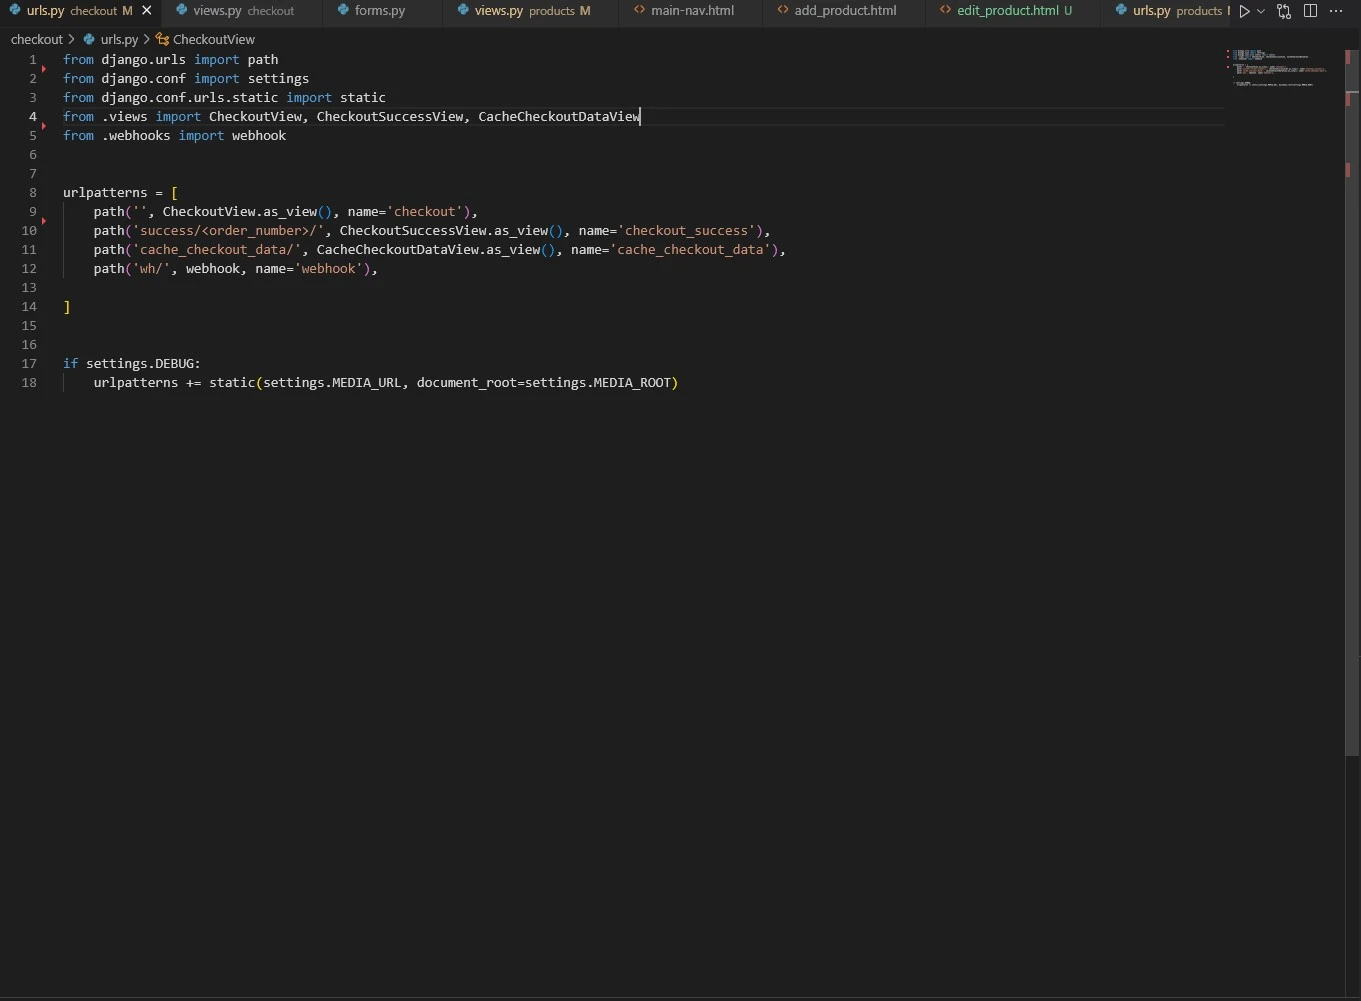 urls.py checkout M views.py checkout forms.py views.py products M main-nav.html add_product.html edit_product.html U urls.py products
checkout urls.py CheckoutView
1 from django.urls import path
2 from django.conf import settings
3 from django.conf.urls.static import static
4 from .views import CheckoutView, CheckoutSuccessView, CacheCheckoutDataView
5 from .webhooks import webhook
6
7
8 urlpatterns = [
9 path('', CheckoutView.as_view(), name='checkout'),
10 path('success/<order_number>/', CheckoutSuccessView.as_view(), name='checkout_success'),
11 path('cache_checkout_data/', CacheCheckoutDataView.as_view(), name='cache_checkout_data'),
12 path('wh/', webhook, name='webhook'),
13
14 ]
15
16
17 if settings.DEBUG:
18 urlpatterns += static(settings.MEDIA_URL, document_root=settings.MEDIA_ROOT)